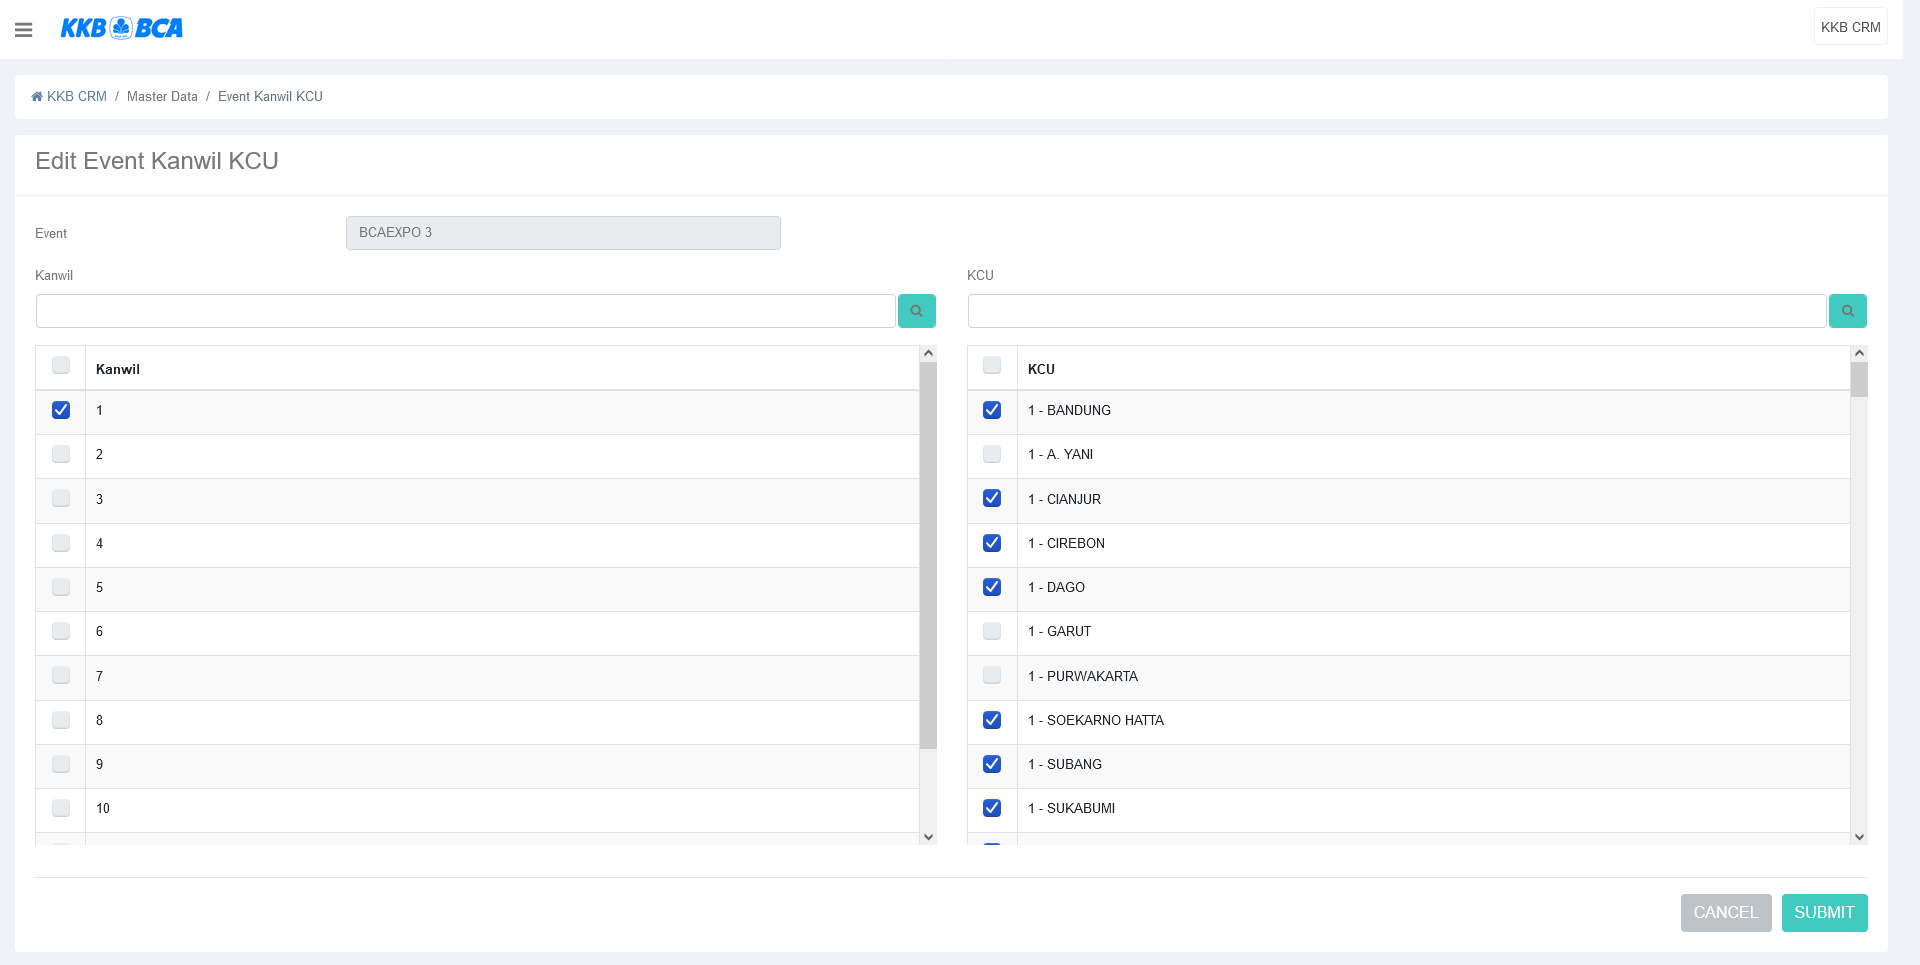 KKB BCA
KKB CRM
KKB CRM / Master Data / Event Kanwil KCU
Edit Event Kanwil KCU
Event
BCAEXPO 3
Kanwil
Kanwil
1
2
3
4
5
6
7
8
9
10
KCU
KCU
1 - BANDUNG
1 - A. YANI
1 - CIANJUR
1 - CIREBON
1 - DAGO
1 - GARUT
1 - PURWAKARTA
1 - SOEKARNO HATTA
1 - SUBANG
1 - SUKABUMI
CANCEL
SUBMIT